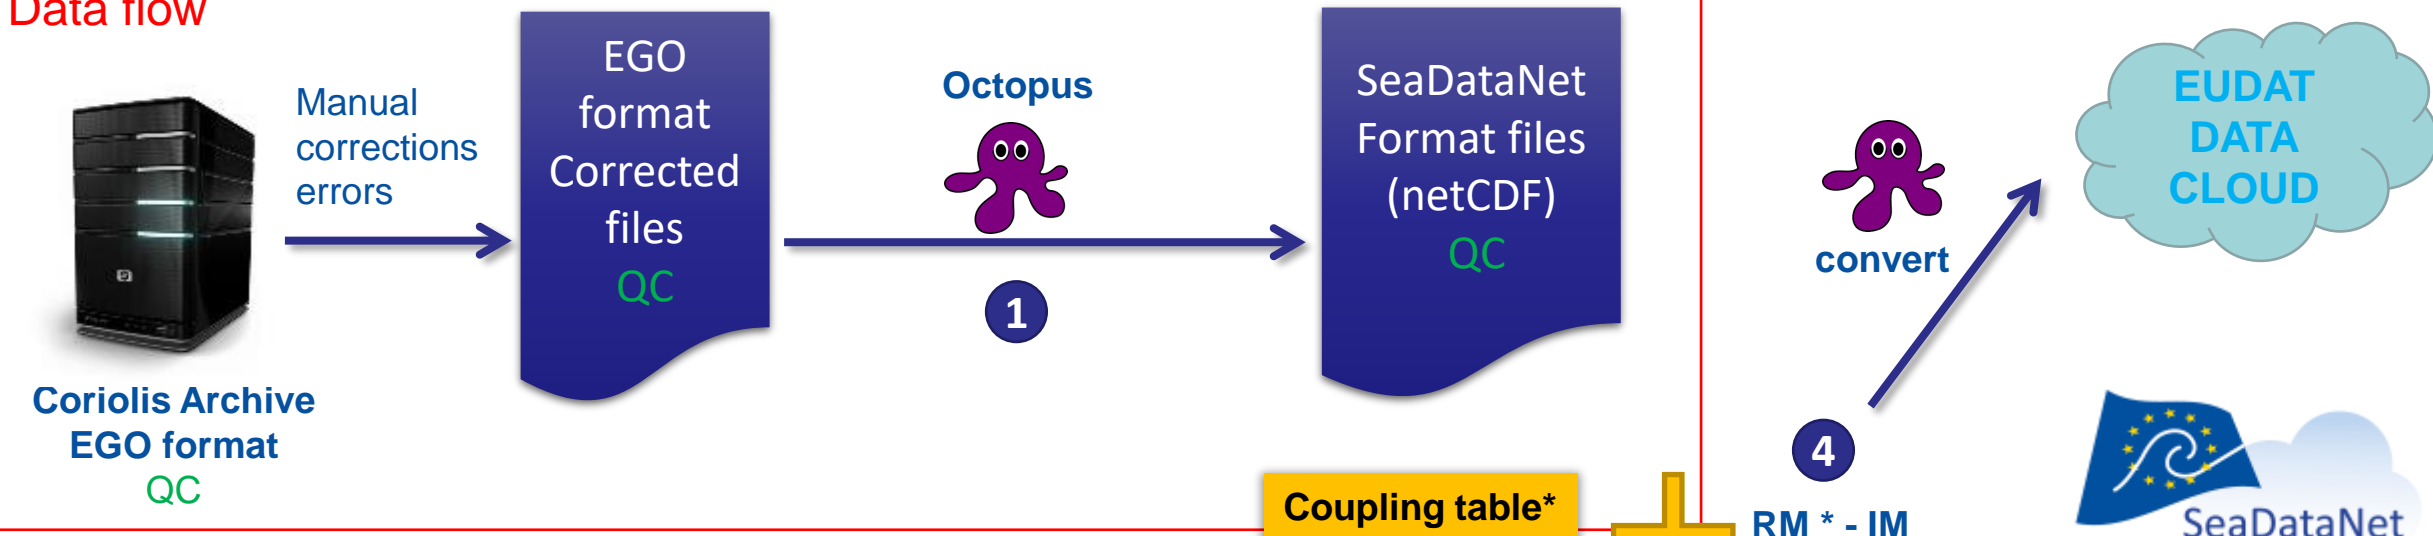 Data flow
Manual
corrections
errors
Coriolis Archive
EGO format
QC
EGO
format
Corrected
files
QC
Octopus
1
SeaDataNet
Format files
(netCDF)
QC
Coupling table*
convert
4
RM * - IM
EUDAT
DATA
CLOUD
SeaDataNet